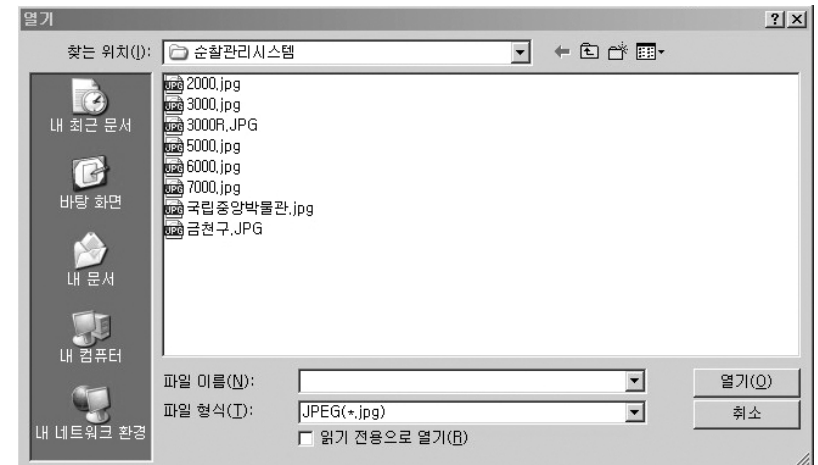 열기
찾는 위치(I): 순찰관리시스템
내 최근 문서
바탕 화면
내 문서
내 컴퓨터
내 네트워크 환경
2000.jpg
3000.jpg
3000R.JPG
5000.jpg
6000.jpg
7000.jpg
국립중앙박물관.jpg
금천구.JPG
파일 이름(N): 열기(O)
파일 형식(T): JPEG(*.jpg) 취소
읽기 전용으로 열기(R)